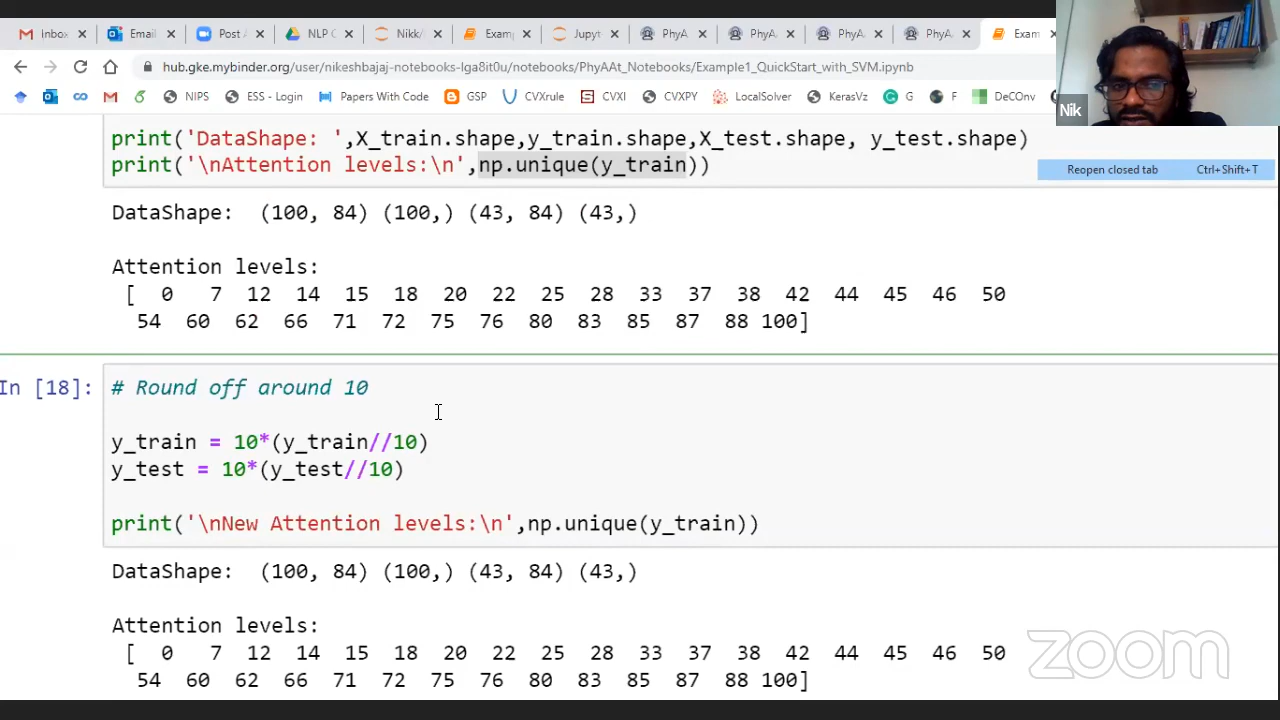 Inbo
Email
Post A
NLP C
Nikk/
Examp
Jupyt
PhyA
PhyA
PhyA
PhyA
Exam
hub.gke.mybinder.org/user/nikeshbajaj-notebooks-lga8it0u/notebooks/PhyAAt_Notebooks/Example1_QuickStart_with_SVM.ipynb
NIPS
ESS - Login
Papers With Code
GSP
CVXrule
CVXI
CVXPY
LocalSolver
KerasVz
G
F
DeCOnv
Nik
Reopen closed tab Ctrl+Shift+T
print('DataShape: ',X_train.shape,y_train.shape,X_test.shape, y_test.shape)
print('\nAttention levels:\n',np.unique(y_train))
DataShape: (100, 84) (100,) (43, 84) (43,)
Attention levels:
[ 0 7 12 14 15 18 20 22 25 28 33 37 38 42 44 45 46 50
54 60 62 66 71 72 75 76 80 83 85 87 88 100]
In [18]:
# Round off around 10
y_train = 10*(y_train//10)
y_test = 10*(y_test//10)
print('\nNew Attention levels:\n',np.unique(y_train))
DataShape: (100, 84) (100,) (43, 84) (43,)
Attention levels:
[ 0 7 12 14 15 18 20 22 25 28 33 37 38 42 44 45 46 50
54 60 62 66 71 72 75 76 80 83 85 87 88 100]
zoom